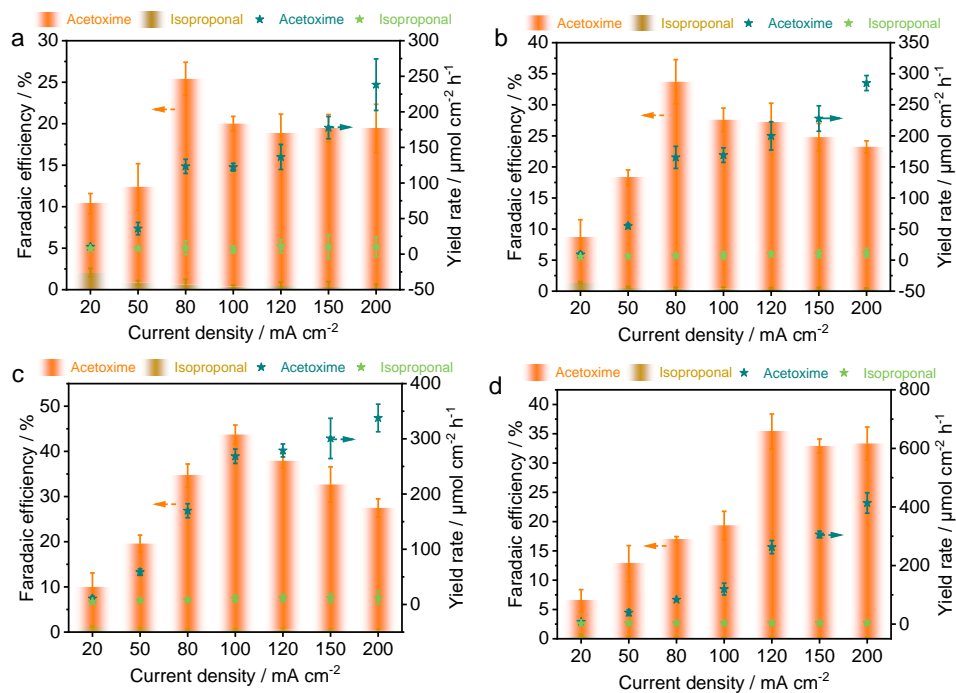 Acetoxime Isoproponal Acetoxime Isoproponal
a
30
25
20
15
10
5
0
Faradaic efficiency / %
300
250
200
150
100
50
0
-50
Yield rate / μmol cm⁻² h⁻¹
20 50 80 100 120 150 200
Current density / mA cm⁻²
Acetoxime Isoproponal Acetoxime Isoproponal
b
40
35
30
25
20
15
10
5
0
Faradaic efficiency / %
350
300
250
200
150
100
50
0
-50
Yield rate / μmol cm⁻² h⁻¹
20 50 80 100 120 150 200
Current density / mA cm⁻²
Acetoxime Isoproponal Acetoxime Isoproponal
c
50
40
30
20
10
0
Faradaic efficiency / %
400
300
200
100
0
Yield rate / μmol cm⁻² h⁻¹
20 50 80 100 120 150 200
Current density / mA cm⁻²
Acetoxime Isoproponal Acetoxime Isoproponal
d
40
35
30
25
20
15
10
5
0
Faradaic efficiency / %
800
600
400
200
0
Yield rate / μmol cm⁻² h⁻¹
20 50 80 100 120 150 200
Current density / mA cm⁻²